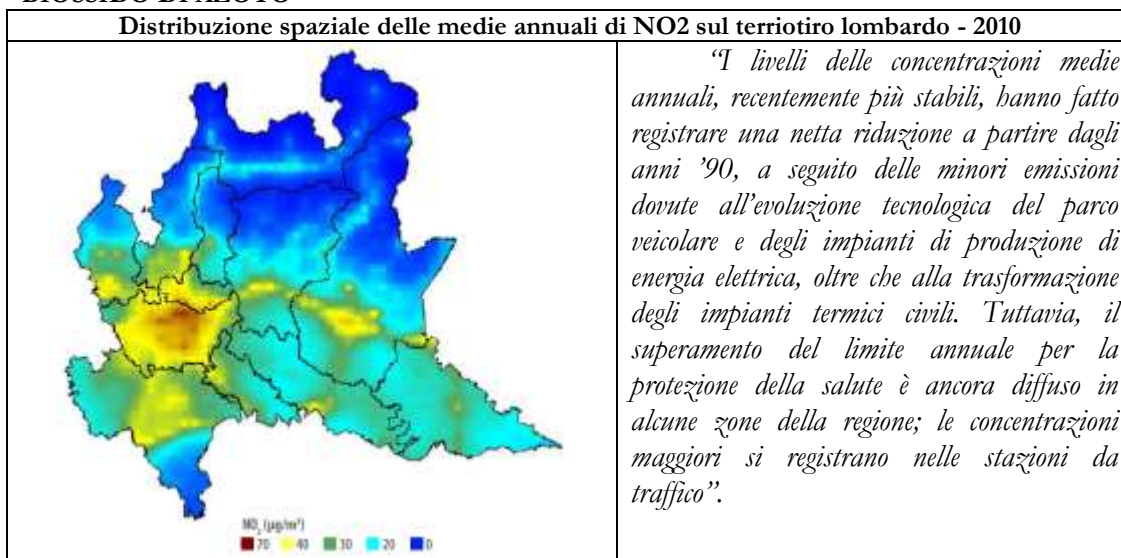 BIOSSIDO DI AZOTO
Distribuzione spaziale delle medie annuali di NO2 sul terriotiro lombardo - 2010
“I livelli delle concentrazioni medie
annuali, recentemente più stabili, hanno fatto
registrare una netta riduzione a partire dagli
anni ’90, a seguito delle minori emissioni
dovute all’evoluzione tecnologica del parco
veicolare e degli impianti di produzione di
energia elettrica, oltre che alla trasformazione
degli impianti termici civili. Tuttavia, il
superamento del limite annuale per la
protezione della salute è ancora diffuso in
alcune zone della regione; le concentrazioni
maggiori si registrano nelle stazioni da
traffico”.
NO₂ (µg/m³)
70 40 30 20 0